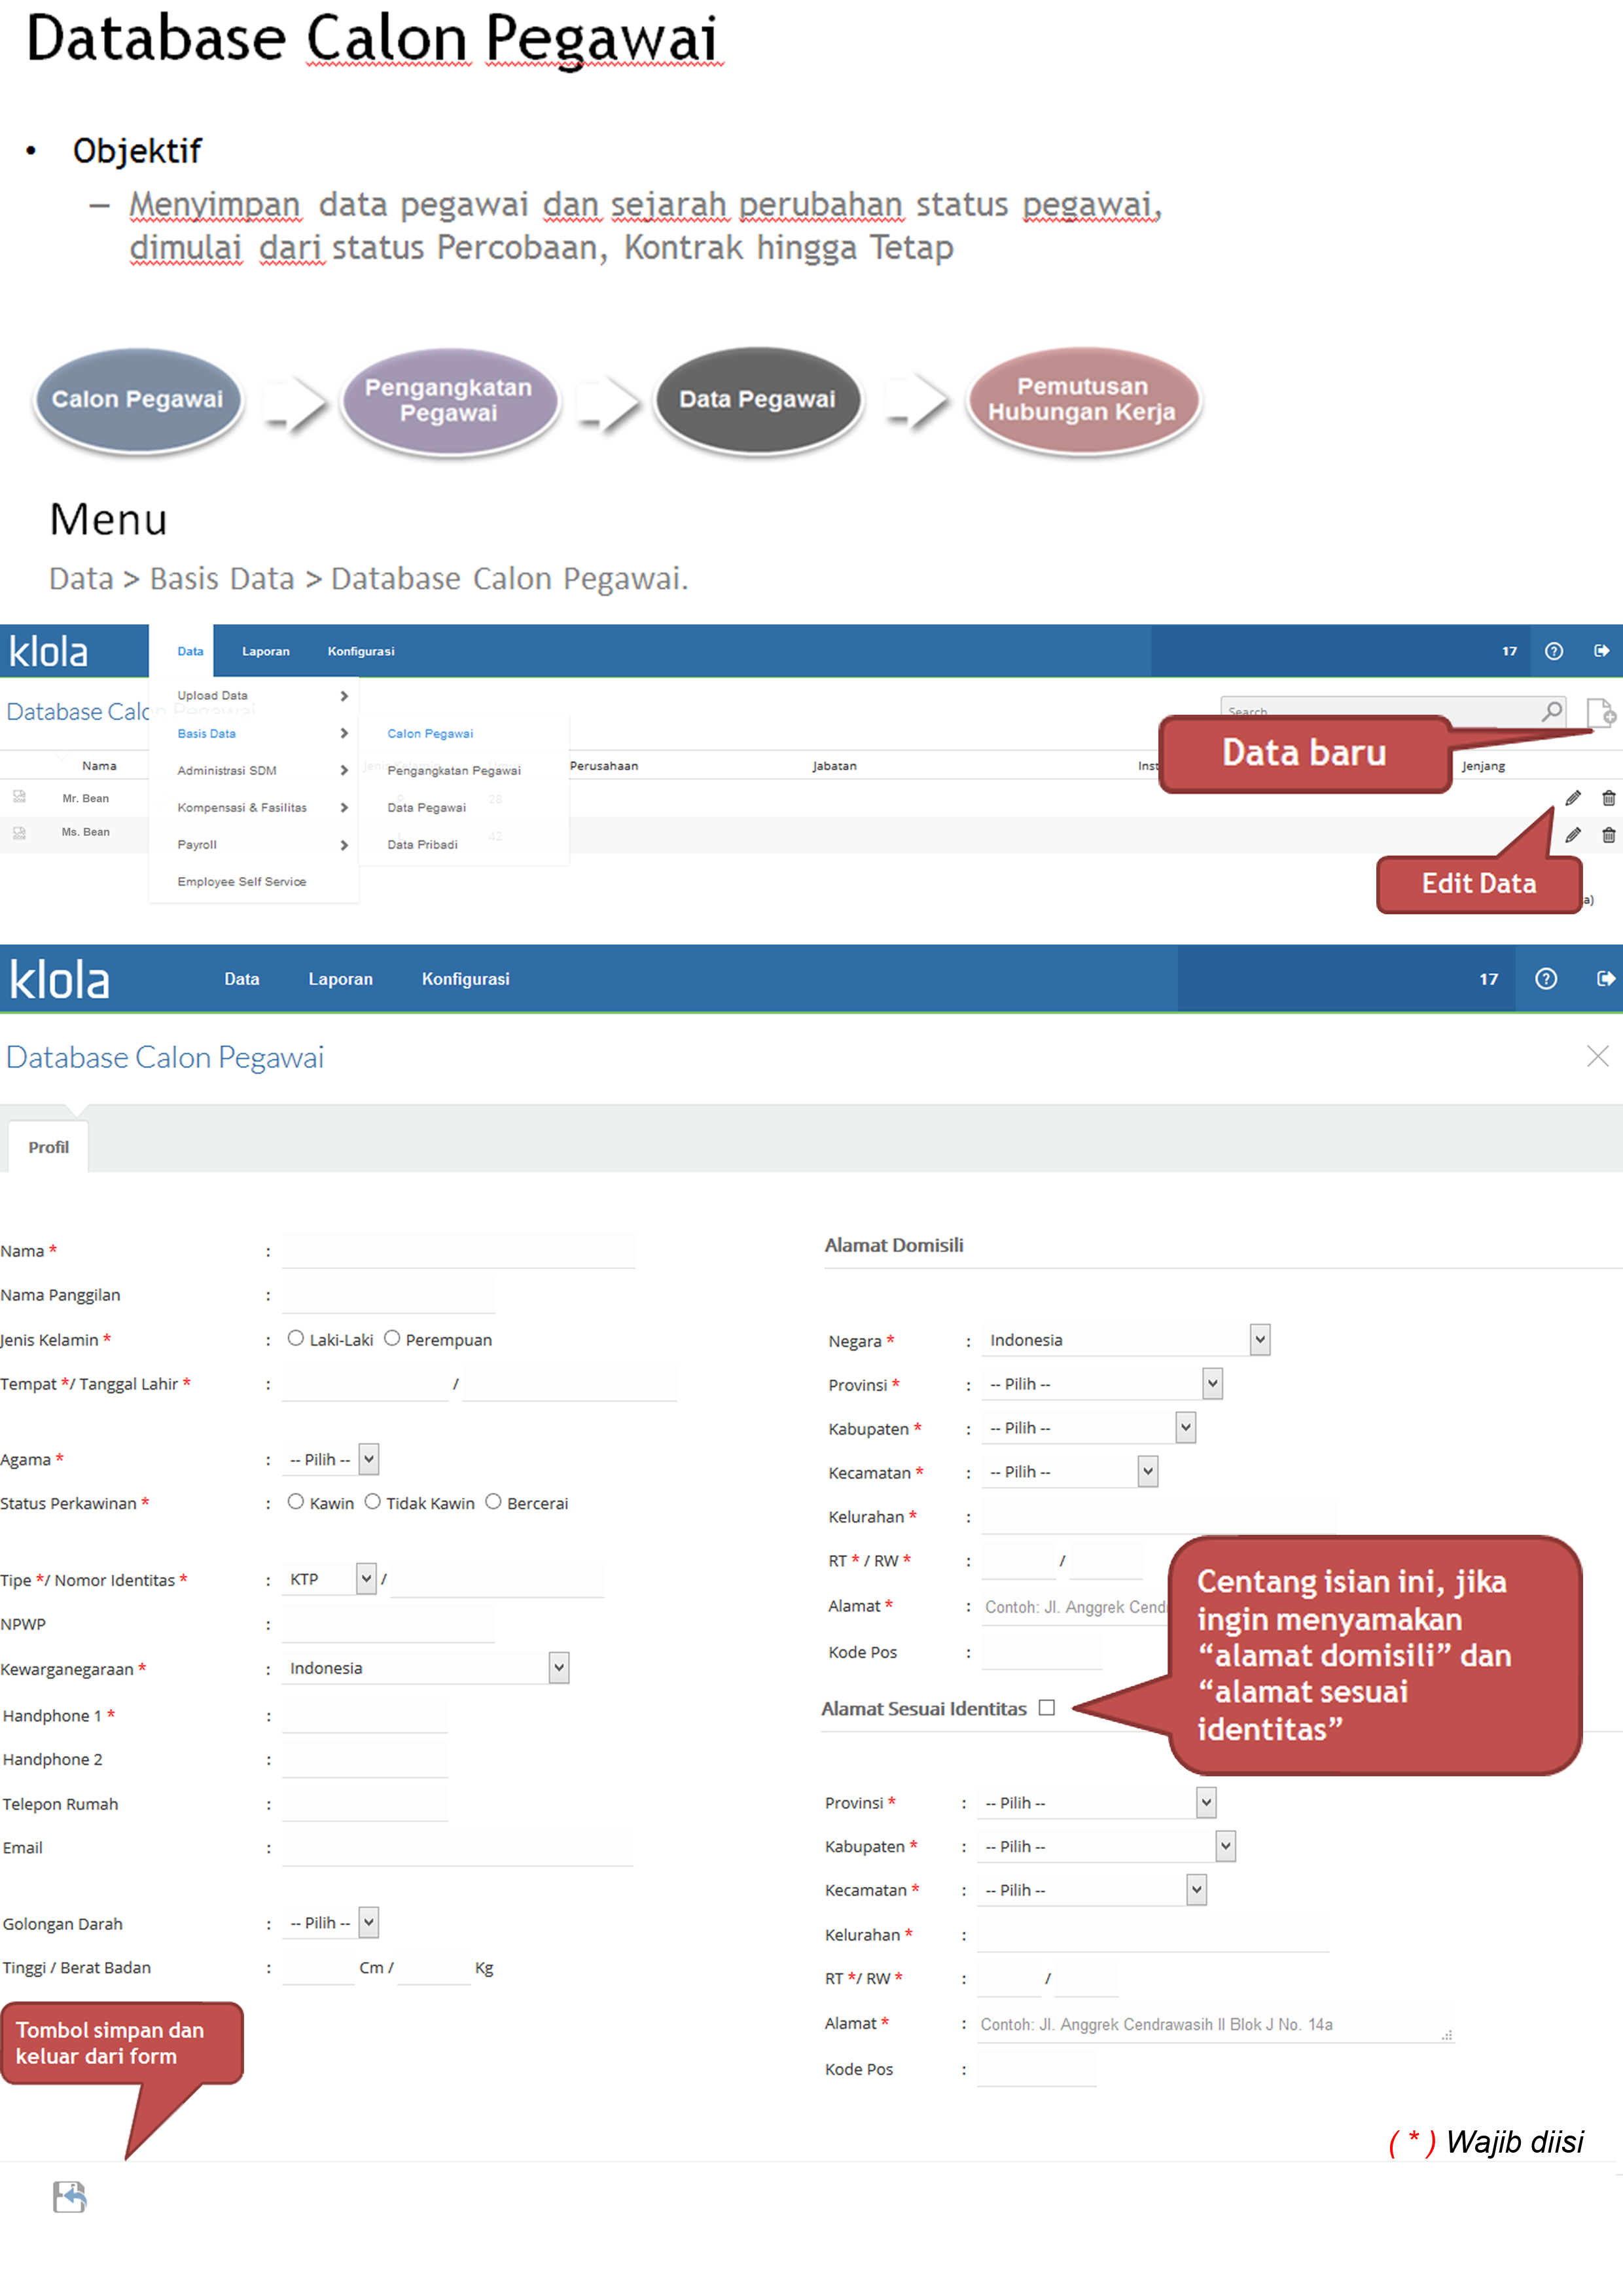 Database Calon Pegawai
• Objektif
– Menyimpan data pegawai dan sejarah perubahan status pegawai,
dimulai dari status Percobaan, Kontrak hingga Tetap
Calon Pegawai
Pengangkatan
Pegawai
Data Pegawai
Pemutusan
Hubungan Kerja
Menu
Data > Basis Data > Database Calon Pegawai.
klola Data Laporan Konfigurasi 17 ?
Database Calon Pegawai Search
Upload Data
Basis Data
Administrasi SDM
Kompensasi & Fasilitas
Payroll
Employee Self Service
Calon Pegawai
Pengangkatan Pegawai
Data Pegawai
Data Pribadi
Data baru
Nama Perusahaan Jabatan Jenjang
Mr. Bean 28
Ms. Bean 42
Edit Data
a)
klola Data Laporan Konfigurasi 17 ?
Database Calon Pegawai
Profil
Nama * :
Nama Panggilan :
Jenis Kelamin * : Laki-Laki Perempuan
Tempat */ Tanggal Lahir * : /
Agama * : -- Pilih --
Status Perkawinan * : Kawin Tidak Kawin Bercerai
Tipe */ Nomor Identitas * : KTP /
NPWP :
Kewarganegaraan * : Indonesia
Handphone 1 * :
Handphone 2 :
Telepon Rumah :
Email :
Golongan Darah : -- Pilih --
Tinggi / Berat Badan : Cm / Kg
Tombol simpan dan
keluar dari form
Alamat Domisili
Negara * : Indonesia
Provinsi * : -- Pilih --
Kabupaten * : -- Pilih --
Kecamatan * : -- Pilih --
Kelurahan * :
RT * / RW * : /
Alamat * : Contoh: Jl. Anggrek Cend
Kode Pos :
Centang isian ini, jika
ingin menyamakan
“alamat domisili” dan
“alamat sesuai
identitas”
Alamat Sesuai Identitas
Provinsi * : -- Pilih --
Kabupaten * : -- Pilih --
Kecamatan * : -- Pilih --
Kelurahan * :
RT */ RW * : /
Alamat * : Contoh: Jl. Anggrek Cendrawasih II Blok J No. 14a
Kode Pos :
( * ) Wajib diisi